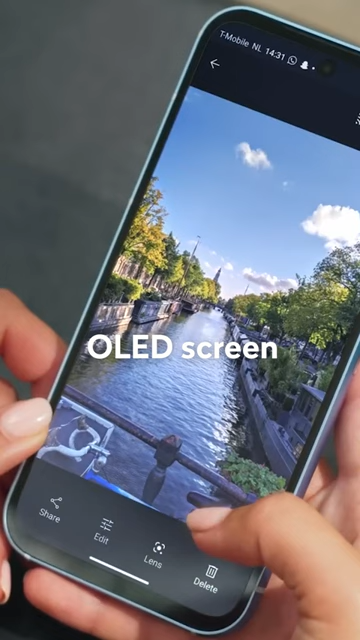 T-Mobile NL 14:31
OLED screen
Share
Edit
Lens
Delete